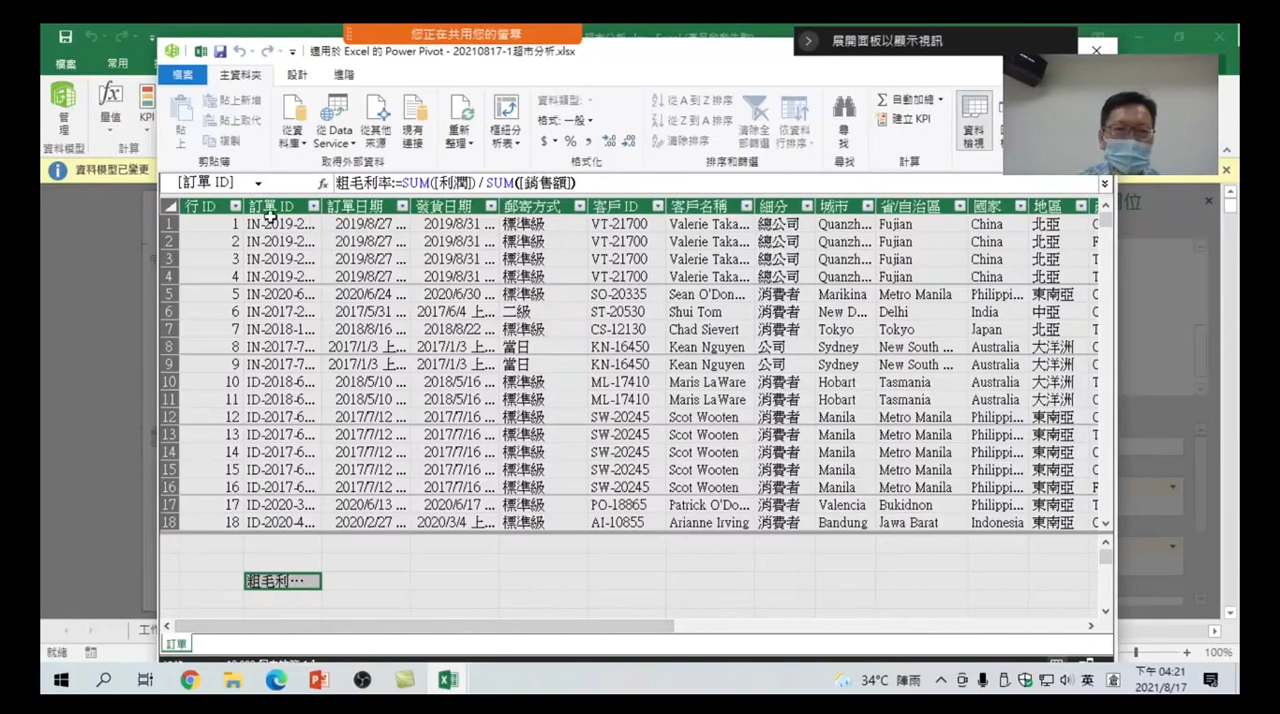 您正在共用您的螢幕
展開面板以顯示視訊
適用於 Excel 的 Power Pivot - 20210817-1超市分析.xlsx
檔案 常用
檔案 主資料夾 設計 進階
管理 量值 KPI
資料模型 計算
貼上 貼上新增 貼上取代 複製
剪貼簿
從資料庫 從 Data Service 從其他來源 現有連接
取得外部資料
重新整理 樞紐分析表
資料類型:
格式: 一般
$ % ,
格式化
從 A 到 Z 排序
從 Z 到 A 排序
清除排序
清除全部篩選 依資料行排序
排序和篩選
尋找
尋找
Σ 自動加總
建立 KPI
計算
資料檢視
資料模型已變更
[訂單 ID] fx 粗毛利率:=SUM([利潤]) / SUM([銷售額])
行 ID 訂單 ID 訂單日期 發貨日期 郵寄方式 客戶 ID 客戶名稱 細分 城市 省/自治區 國家 地區
1 1 IN-2019-2... 2019/8/27 ... 2019/8/31 ... 標準級 VT-21700 Valerie Taka... 總公司 Quanzh... Fujian China 北亞
2 2 IN-2019-2... 2019/8/27 ... 2019/8/31 ... 標準級 VT-21700 Valerie Taka... 總公司 Quanzh... Fujian China 北亞
3 3 IN-2019-2... 2019/8/27 ... 2019/8/31 ... 標準級 VT-21700 Valerie Taka... 總公司 Quanzh... Fujian China 北亞
4 4 IN-2019-2... 2019/8/27 ... 2019/8/31 ... 標準級 VT-21700 Valerie Taka... 總公司 Quanzh... Fujian China 北亞
5 5 IN-2020-6... 2020/6/24 ... 2020/6/30 ... 標準級 SO-20335 Sean O'Don... 消費者 Marikina Metro Manila Philippi... 東南亞
6 6 IN-2017-2... 2017/5/31 ... 2017/6/4 上... 二級 ST-20530 Shui Tom 消費者 New D... Delhi India 中亞
7 7 IN-2018-1... 2018/8/16 ... 2018/8/22 ... 標準級 CS-12130 Chad Sievert 消費者 Tokyo Tokyo Japan 北亞
8 8 IN-2017-7... 2017/1/3 上... 2017/1/3 上... 當日 KN-16450 Kean Nguyen 公司 Sydney New South ... Australia 大洋洲
9 9 IN-2017-7... 2017/1/3 上... 2017/1/3 上... 當日 KN-16450 Kean Nguyen 公司 Sydney New South ... Australia 大洋洲
10 10 ID-2018-6... 2018/5/10 ... 2018/5/16 ... 標準級 ML-17410 Maris LaWare 消費者 Hobart Tasmania Australia 大洋洲
11 11 ID-2018-6... 2018/5/10 ... 2018/5/16 ... 標準級 ML-17410 Maris LaWare 消費者 Hobart Tasmania Australia 大洋洲
12 12 ID-2017-6... 2017/7/12 ... 2017/7/16 ... 標準級 SW-20245 Scot Wooten 消費者 Manila Metro Manila Philippi... 東南亞
13 13 ID-2017-6... 2017/7/12 ... 2017/7/16 ... 標準級 SW-20245 Scot Wooten 消費者 Manila Metro Manila Philippi... 東南亞
14 14 ID-2017-6... 2017/7/12 ... 2017/7/16 ... 標準級 SW-20245 Scot Wooten 消費者 Manila Metro Manila Philippi... 東南亞
15 15 ID-2017-6... 2017/7/12 ... 2017/7/16 ... 標準級 SW-20245 Scot Wooten 消費者 Manila Metro Manila Philippi... 東南亞
16 16 ID-2017-6... 2017/7/12 ... 2017/7/16 ... 標準級 SW-20245 Scot Wooten 消費者 Manila Metro Manila Philippi... 東南亞
17 17 ID-2020-3... 2020/6/13 ... 2020/6/17 ... 標準級 PO-18865 Patrick O'Do... 消費者 Valencia Bukidnon Philippi... 東南亞
18 18 ID-2020-4... 2020/2/27 ... 2020/3/4 上... 標準級 AI-10855 Arianne Irving 消費者 Bandung Jawa Barat Indonesia 東南亞
粗毛利…
訂單
就緒 100%
34°C 陣雨 英 下午 04:21
2021/8/17